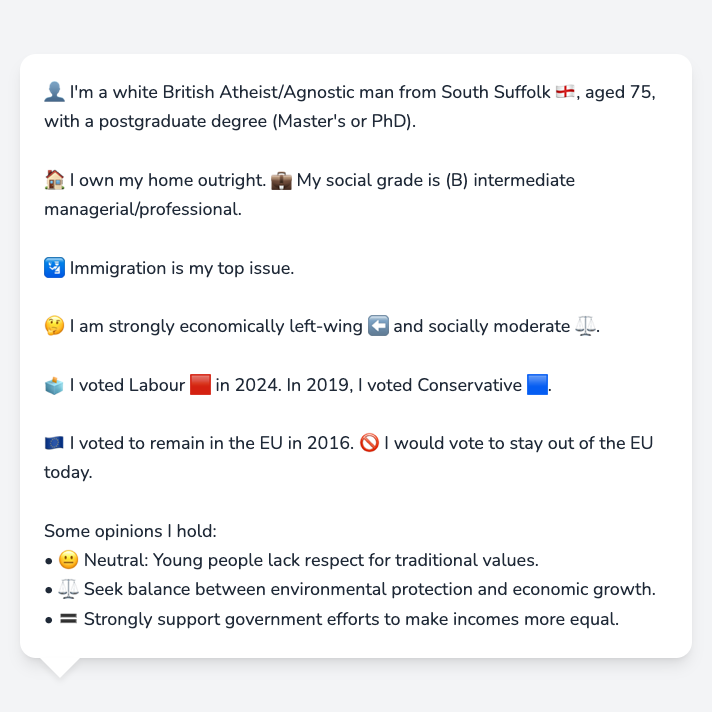 👤 I'm a white British Atheist/Agnostic man from South Suffolk 🏴󠁧󠁢󠁥󠁮󠁧󠁿, aged 75,
with a postgraduate degree (Master's or PhD).
🏠 I own my home outright. 💼 My social grade is (B) intermediate
managerial/professional.
🛂 Immigration is my top issue.
🤔 I am strongly economically left-wing ⬅️ and socially moderate ⚖️.
🗳️ I voted Labour 🟥 in 2024. In 2019, I voted Conservative 🟦.
🇪🇺 I voted to remain in the EU in 2016. 🚫 I would vote to stay out of the EU
today.
Some opinions I hold:
• 😐 Neutral: Young people lack respect for traditional values.
• ⚖️ Seek balance between environmental protection and economic growth.
• 🟰 Strongly support government efforts to make incomes more equal.